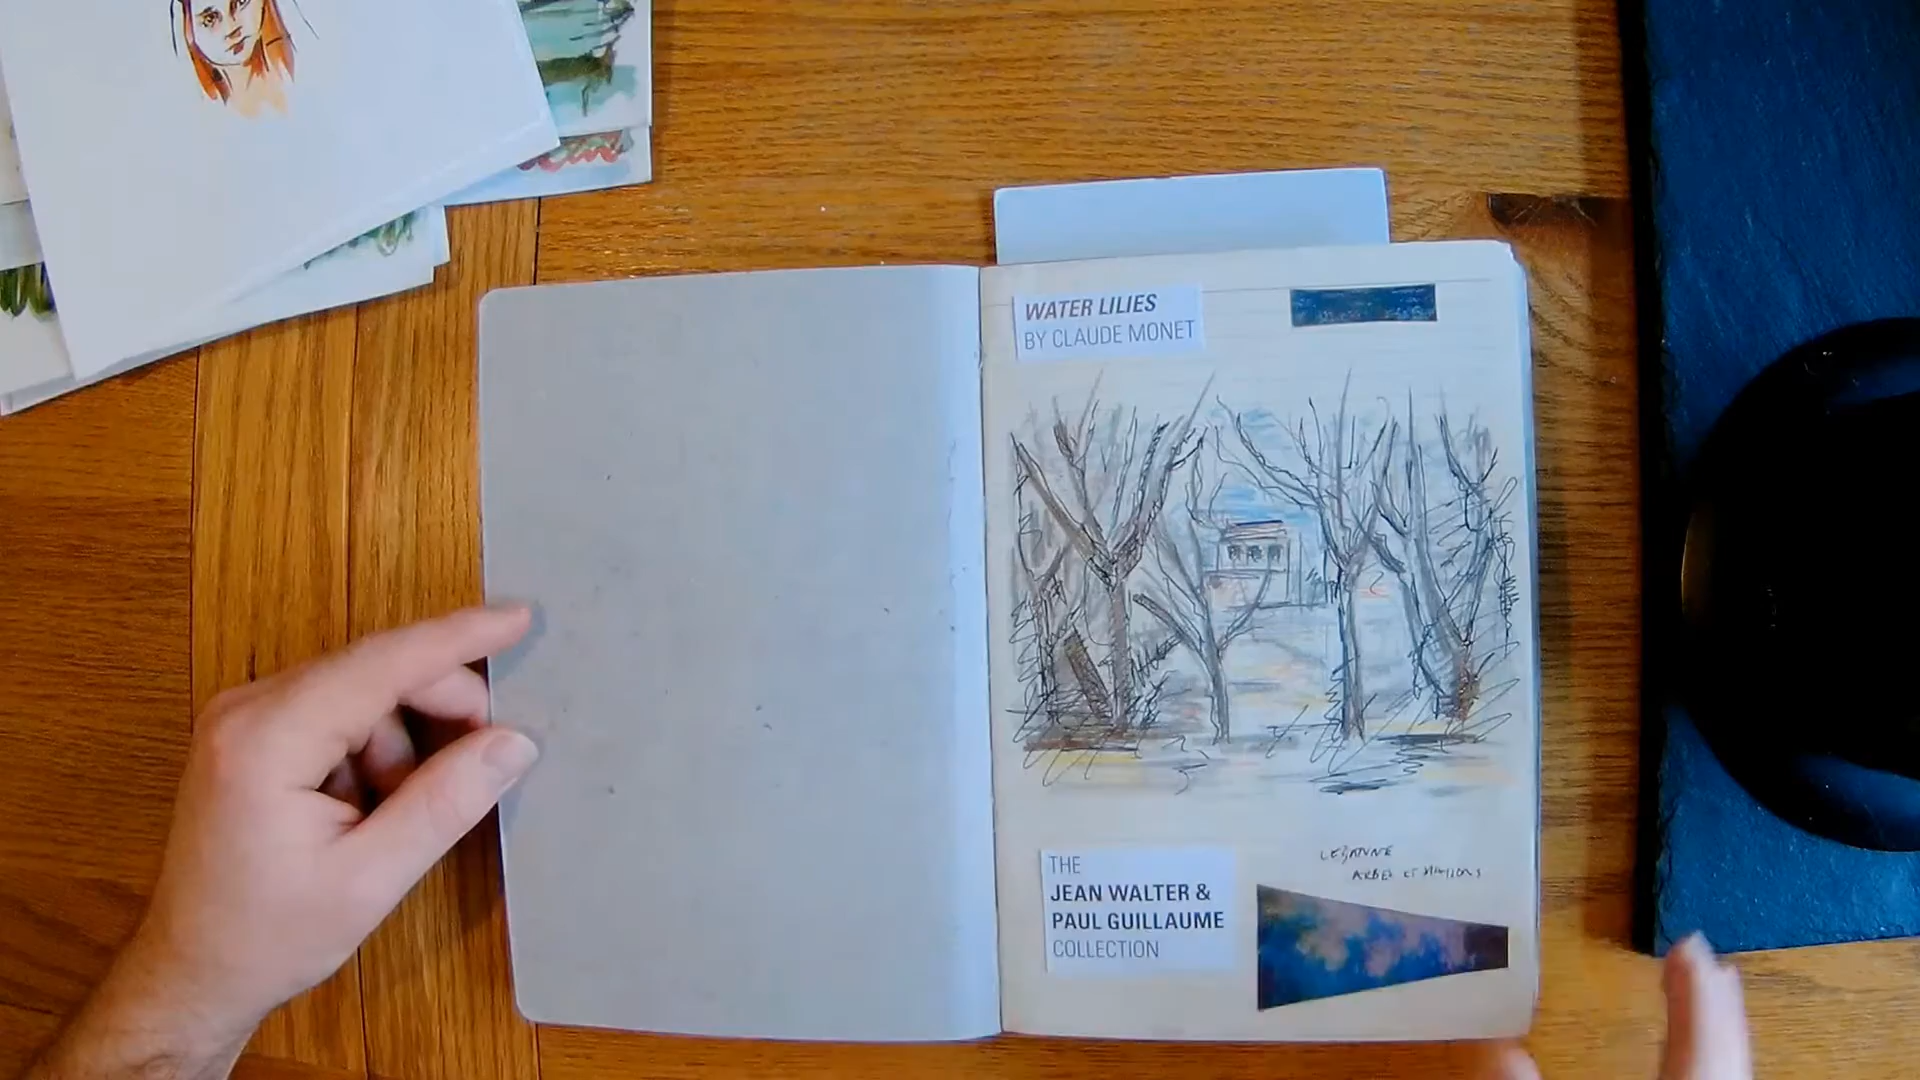 WATER LILIES
BY CLAUDE MONET
THE
JEAN WALTER &
PAUL GUILLAUME
COLLECTION